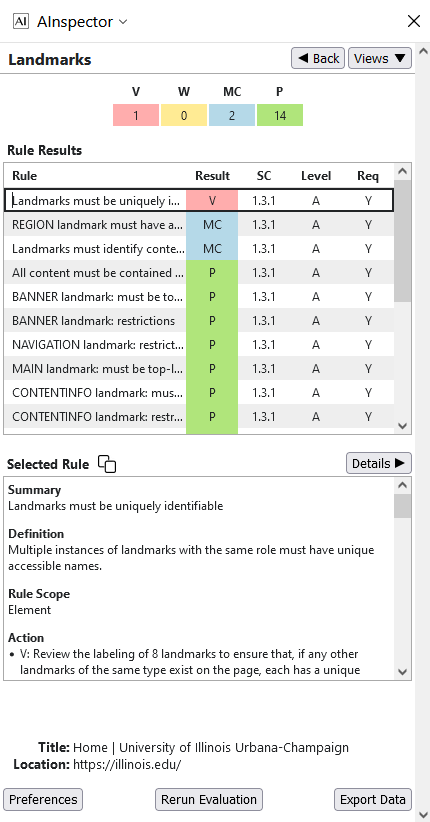 AI AInspector
Landmarks
◀ Back
Views ▼
V W MC P
1 0 2 14
Rule Results
Rule Result SC Level Req
Landmarks must be uniquely i... V 1.3.1 A Y
REGION landmark must have a... MC 1.3.1 A Y
Landmarks must identify conte... MC 1.3.1 A Y
All content must be contained ... P 1.3.1 A Y
BANNER landmark: must be to... P 1.3.1 A Y
BANNER landmark: restrictions P 1.3.1 A Y
NAVIGATION landmark: restrict... P 1.3.1 A Y
MAIN landmark: must be top-l... P 1.3.1 A Y
CONTENTINFO landmark: mus... P 1.3.1 A Y
CONTENTINFO landmark: restr... P 1.3.1 A Y
Selected Rule
Details ▶
Summary
Landmarks must be uniquely identifiable
Definition
Multiple instances of landmarks with the same role must have unique
accessible names.
Rule Scope
Element
Action
• V: Review the labeling of 8 landmarks to ensure that, if any other
landmarks of the same type exist on the page, each has a unique
Title: Home | University of Illinois Urbana-Champaign
Location: https://illinois.edu/
Preferences
Rerun Evaluation
Export Data